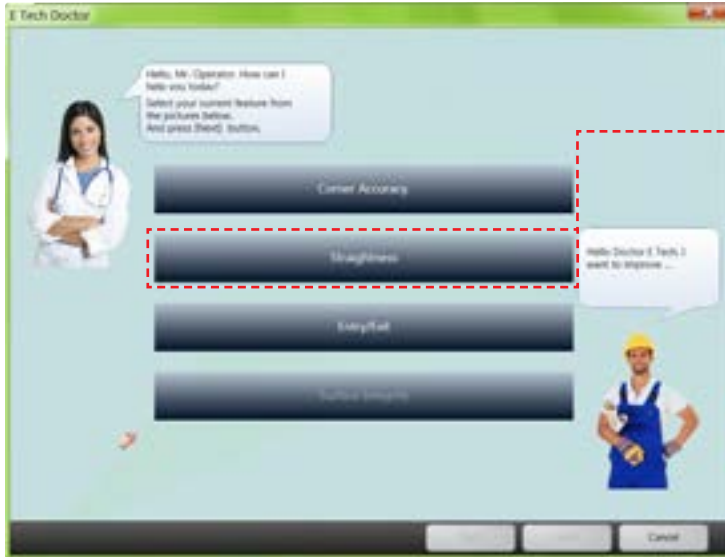 E Tech Doctor
Hello, Mr. Operator. How can I
help you today?
Select your current feature from
the pictures below.
And press [Next] button.
Corner Accuracy
Straightness
Hello Doctor E Tech, I
want to improve ...
Entry/Exit
Surface Integrity
Cancel